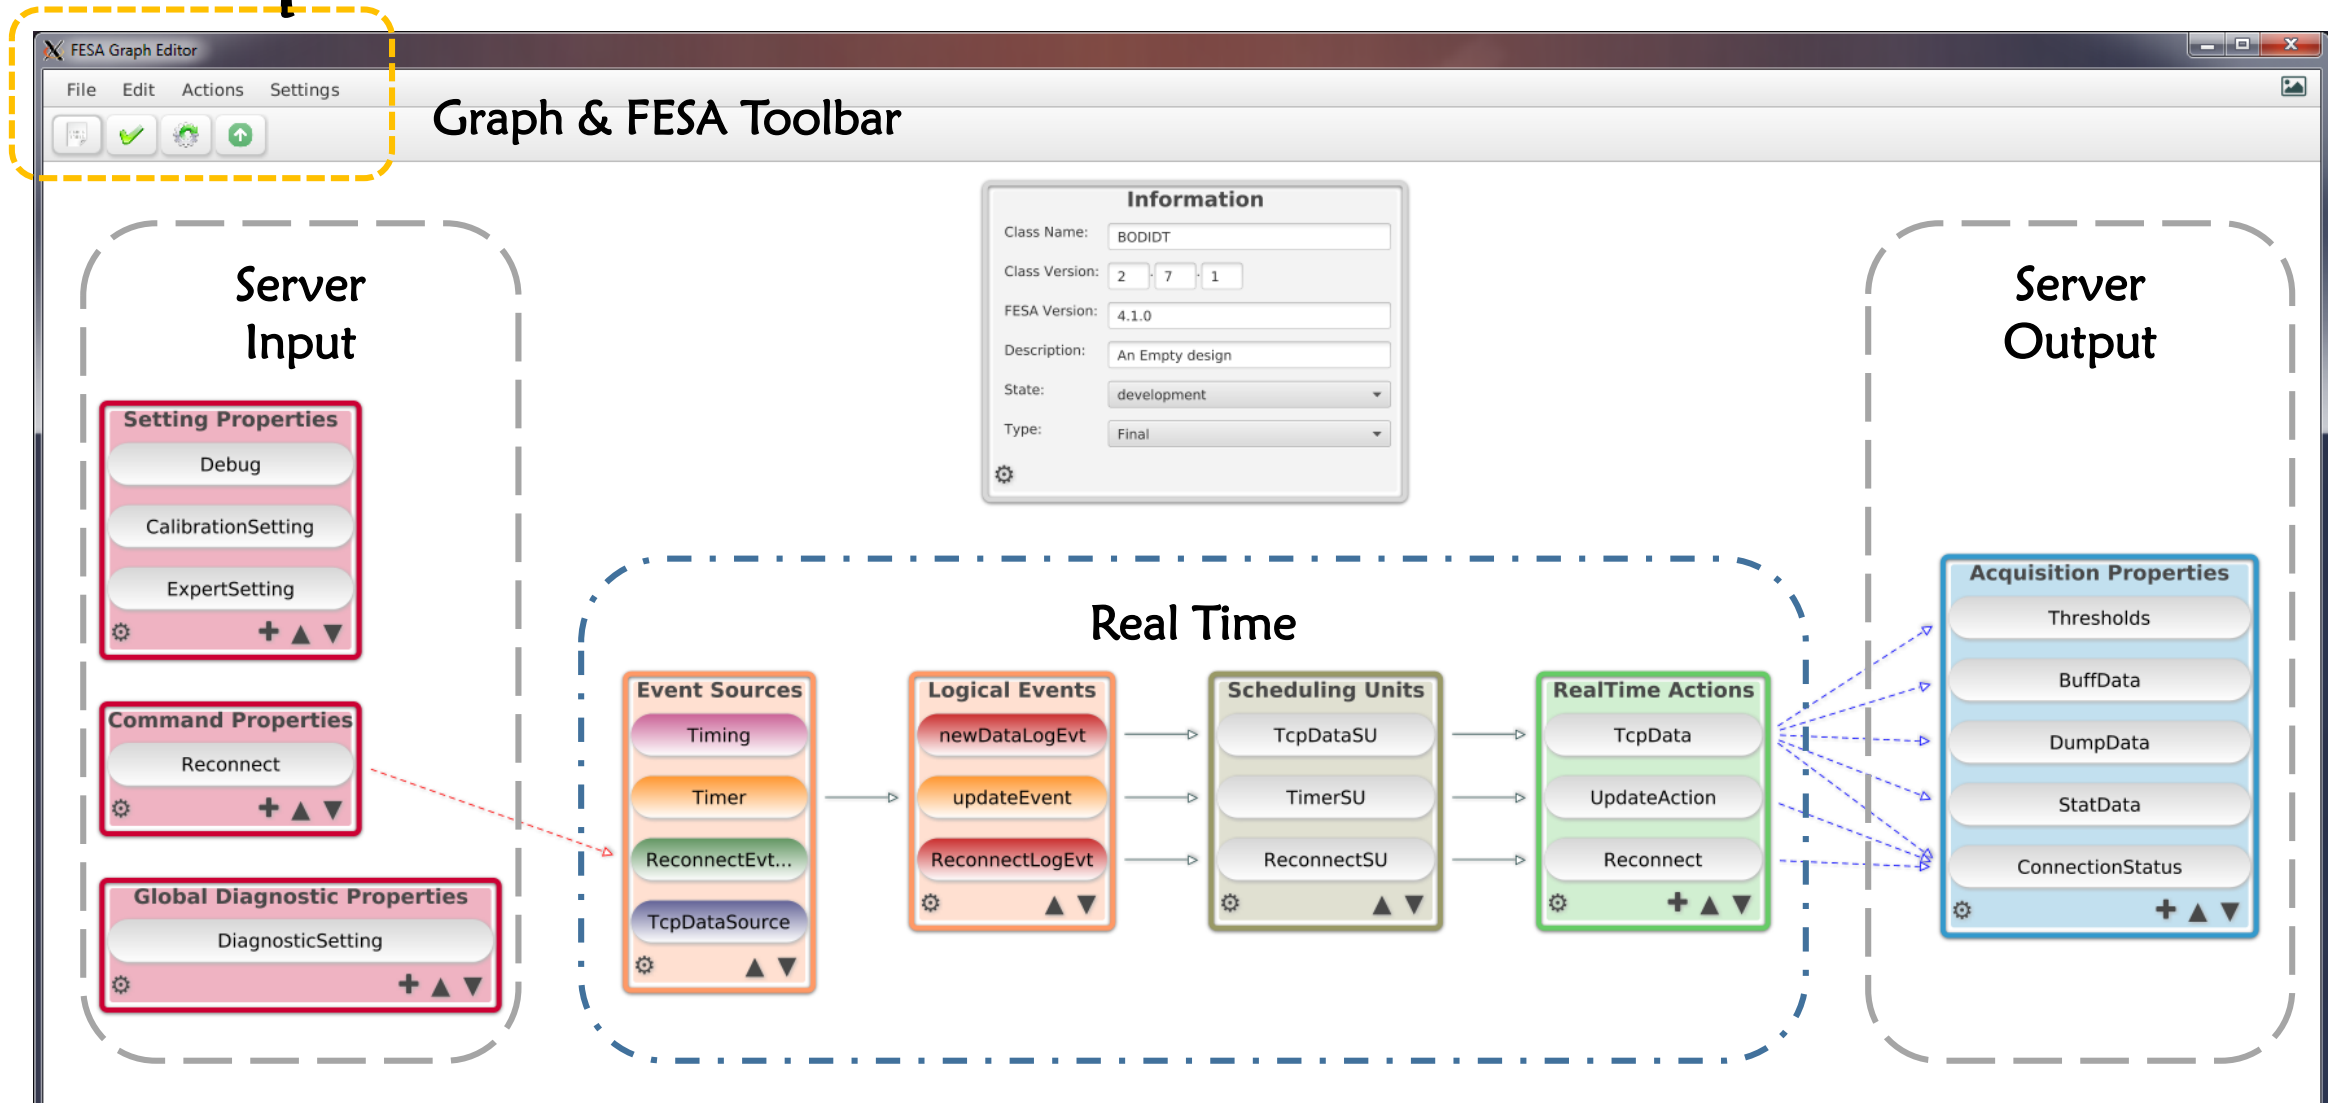 FESA Graph Editor
File Edit Actions Settings
Graph & FESA Toolbar
Information
Class Name: BODIDT
Class Version: 2 . 7 . 1
FESA Version: 4.1.0
Description: An Empty design
State: development
Type: Final
Server
Input
Setting Properties
Debug
CalibrationSetting
ExpertSetting
Command Properties
Reconnect
Global Diagnostic Properties
DiagnosticSetting
Real Time
Event Sources
Timing
Timer
ReconnectEvt...
TcpDataSource
Logical Events
newDataLogEvt
updateEvent
ReconnectLogEvt
Scheduling Units
TcpDataSU
TimerSU
ReconnectSU
RealTime Actions
TcpData
UpdateAction
Reconnect
Server
Output
Acquisition Properties
Thresholds
BuffData
DumpData
StatData
ConnectionStatus